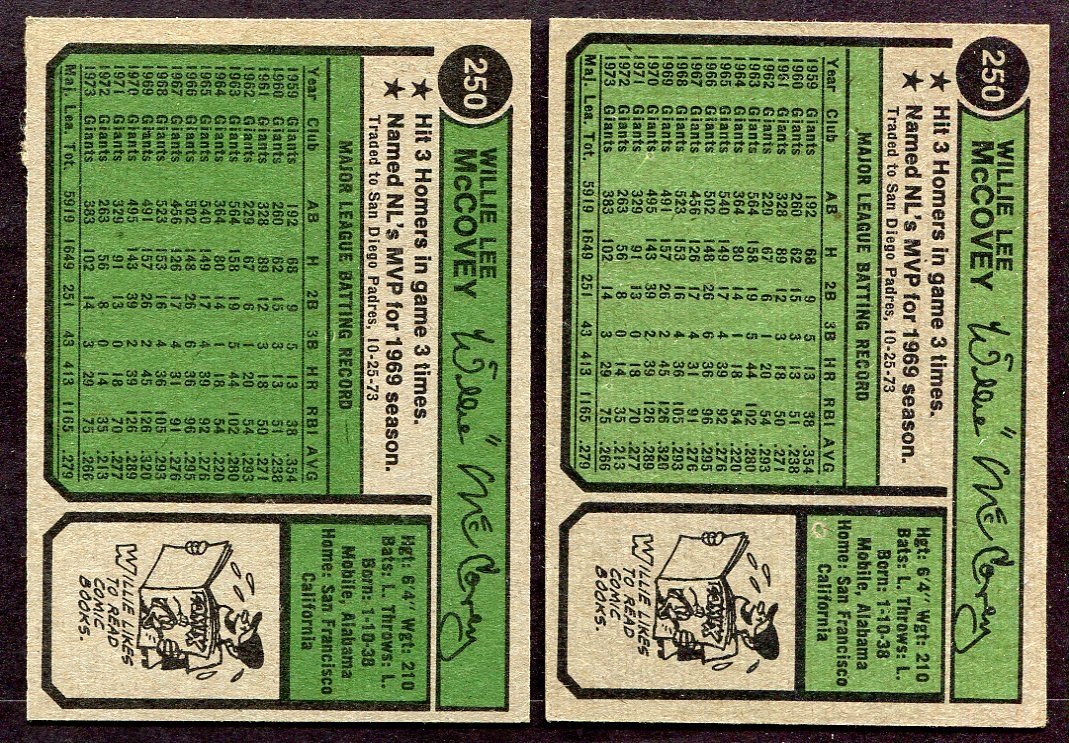 250
WILLIE LEE
McCOVEY
Willie McCovey
★ Hit 3 Homers in game 3 times.
★ Named NL's MVP for 1969 season.
Traded to San Diego Padres, 10-25-73
MAJOR LEAGUE BATTING RECORD
Year Club AB H 2B 3B HR RBI AVG
1959 Giants 192 68 9 5 13 38 .354
1960 Giants 260 62 15 3 13 51 .238
1961 Giants 328 89 12 3 18 50 .271
1962 Giants 229 67 6 1 20 54 .293
1963 Giants 564 158 19 5 44 102 .280
1964 Giants 364 80 14 1 18 54 .220
1965 Giants 540 149 17 4 39 92 .276
1966 Giants 502 148 26 6 36 96 .295
1967 Giants 456 126 17 4 31 91 .276
1968 Giants 523 153 16 4 36 105 .293
1969 Giants 491 157 26 2 45 126 .320
1970 Giants 495 143 39 2 39 126 .289
1971 Giants 329 91 13 0 18 70 .277
1972 Giants 263 56 8 0 14 35 .213
1973 Giants 383 102 14 3 29 75 .266
Maj. Lea. Tot. 5919 1649 251 43 413 1165 .279
Hgt: 6'4" Wgt: 210
Bats: L. Throws: L.
Born: 1-10-38
Mobile, Alabama
Home: San Francisco
California
WILLIE LIKES
TO READ
COMIC
BOOKS.
250
WILLIE LEE
McCOVEY
Willie McCovey
★ Hit 3 Homers in game 3 times.
★ Named NL's MVP for 1969 season.
Traded to San Diego Padres, 10-25-73
MAJOR LEAGUE BATTING RECORD
Year Club AB H 2B 3B HR RBI AVG
1959 Giants 192 68 9 5 13 38 .354
1960 Giants 260 62 15 3 13 51 .238
1961 Giants 328 89 12 3 18 50 .271
1962 Giants 229 67 6 1 20 54 .293
1963 Giants 564 158 19 5 44 102 .280
1964 Giants 364 80 14 1 18 54 .220
1965 Giants 540 149 17 4 39 92 .276
1966 Giants 502 148 26 6 36 96 .295
1967 Giants 456 126 17 4 31 91 .276
1968 Giants 523 153 16 4 36 105 .293
1969 Giants 491 157 26 2 45 126 .320
1970 Giants 495 143 39 2 39 126 .289
1971 Giants 329 91 13 0 18 70 .277
1972 Giants 263 56 8 0 14 35 .213
1973 Giants 383 102 14 3 29 75 .266
Maj. Lea. Tot. 5919 1649 251 43 413 1165 .279
Hgt: 6'4" Wgt: 210
Bats: L. Throws: L.
Born: 1-10-38
Mobile, Alabama
Home: San Francisco
California
WILLIE LIKES
TO READ
COMIC
BOOKS.